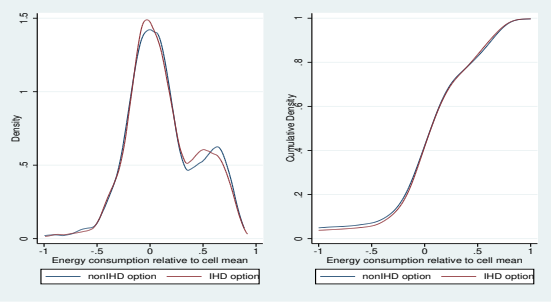 Density
0
.5
1
1.5
-1
-.5
0
.5
1
Energy consumption relative to cell mean
nonIHD option
IHD option
Cumulative Density
0
.2
.4
.6
.8
1
-1
-.5
0
.5
1
Energy consumption relative to cell mean
nonIHD option
IHD option